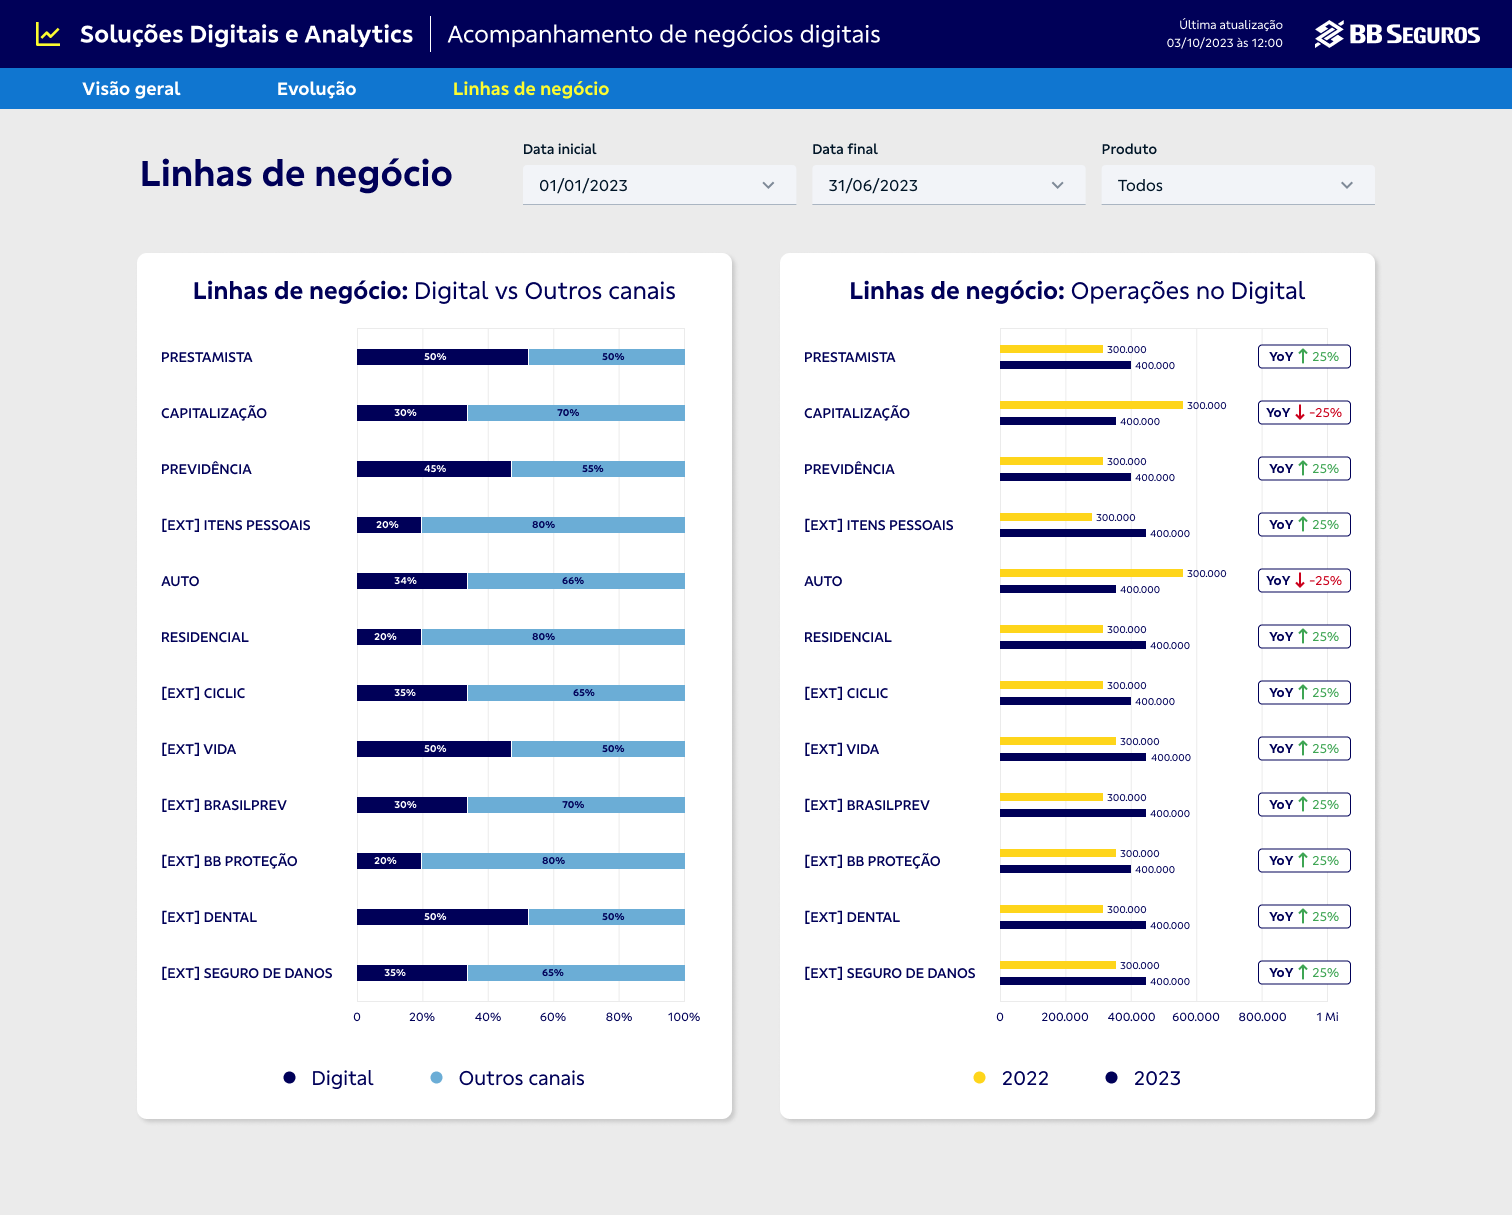 Soluções Digitais e Analytics
Acompanhamento de negócios digitais
Última atualização
03/10/2023 às 12:00
BB SEGUROS
Visão geral
Evolução
Linhas de negócio
Linhas de negócio
Data inicial
01/01/2023
Data final
31/06/2023
Produto
Todos
Linhas de negócio: Digital vs Outros canais
PRESTAMISTA 50% 50%
CAPITALIZAÇÃO 30% 70%
PREVIDÊNCIA 45% 55%
[EXT] ITENS PESSOAIS 20% 80%
AUTO 34% 66%
RESIDENCIAL 20% 80%
[EXT] CICLIC 35% 65%
[EXT] VIDA 50% 50%
[EXT] BRASILPREV 30% 70%
[EXT] BB PROTEÇÃO 20% 80%
[EXT] DENTAL 50% 50%
[EXT] SEGURO DE DANOS 35% 65%
0 20% 40% 60% 80% 100%
Digital
Outros canais
Linhas de negócio: Operações no Digital
300.000
PRESTAMISTA YoY 25%
400.000
300.000
CAPITALIZAÇÃO YoY -25%
400.000
300.000
PREVIDÊNCIA YoY 25%
400.000
300.000
[EXT] ITENS PESSOAIS YoY 25%
400.000
300.000
AUTO YoY -25%
400.000
300.000
RESIDENCIAL YoY 25%
400.000
300.000
[EXT] CICLIC YoY 25%
400.000
300.000
[EXT] VIDA YoY 25%
400.000
300.000
[EXT] BRASILPREV YoY 25%
400.000
300.000
[EXT] BB PROTEÇÃO YoY 25%
400.000
300.000
[EXT] DENTAL YoY 25%
400.000
300.000
[EXT] SEGURO DE DANOS YoY 25%
400.000
0 200.000 400.000 600.000 800.000 1 Mi
2022
2023